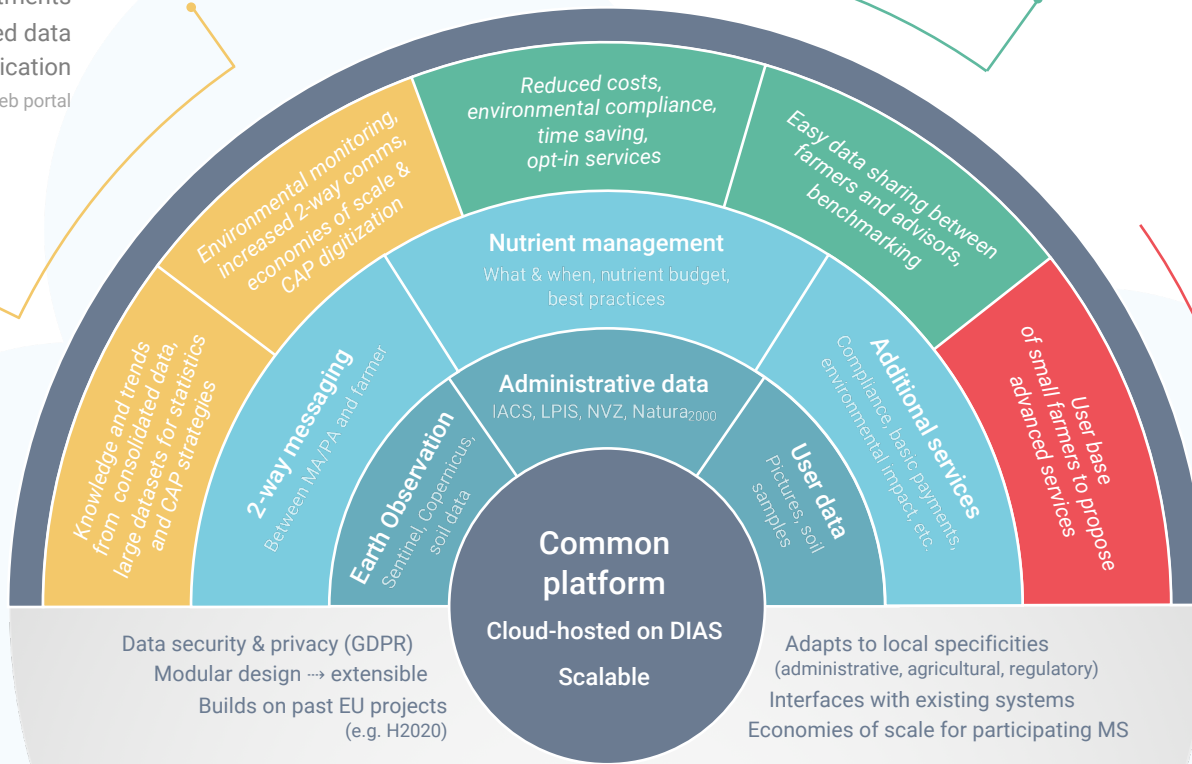 ed data
eb portal
Reduced costs,
environmental compliance,
time saving,
opt-in services
Environmental monitoring,
increased 2-way comms,
economies of scale &
CAP digitization
Easy data sharing between
farmers and advisors,
benchmarking
Knowledge and trends
from consolidated data,
large datasets for statistics
and CAP strategies
User base
of small farmers to propose
advanced services
Nutrient management
What & when, nutrient budget,
best practices
2-way messaging
Between MA/PA and farmer
Additional services
Compliance, basic payments,
environmental impact, etc.
Administrative data
IACS, LPIS, NVZ, Natura2000
Earth Observation
Sentinel, Copernicus,
soil data
User data
Pictures, soil
samples
Common
platform
Cloud-hosted on DIAS
Scalable
Data security & privacy (GDPR)
Modular design ⇢ extensible
Builds on past EU projects
(e.g. H2020)
Adapts to local specificities
(administrative, agricultural, regulatory)
Interfaces with existing systems
Economies of scale for participating MS